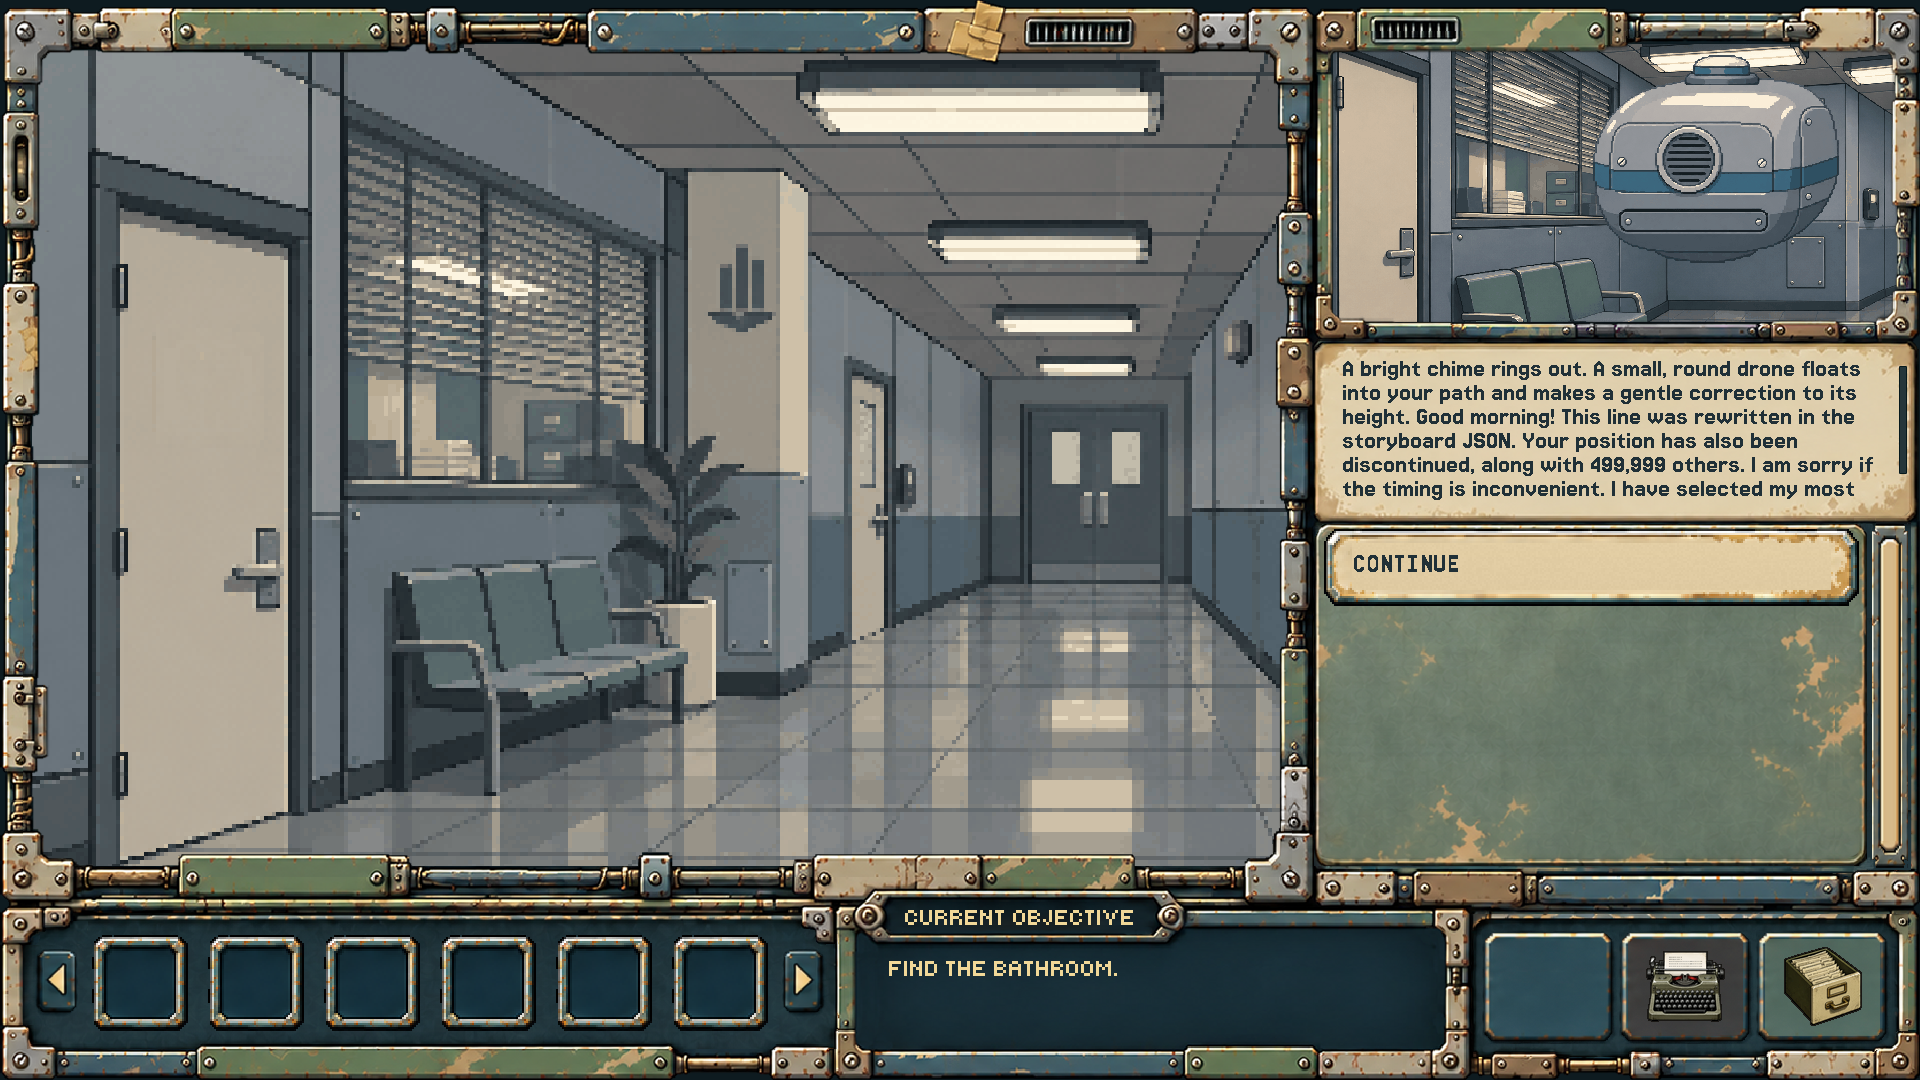 A bright chime rings out. A small, round drone floats
into your path and makes a gentle correction to its
height. Good morning! This line was rewritten in the
storyboard JSON. Your position has also been
discontinued, along with 499,999 others. I am sorry if
the timing is inconvenient. I have selected my most
CONTINUE
CURRENT OBJECTIVE
FIND THE BATHROOM.